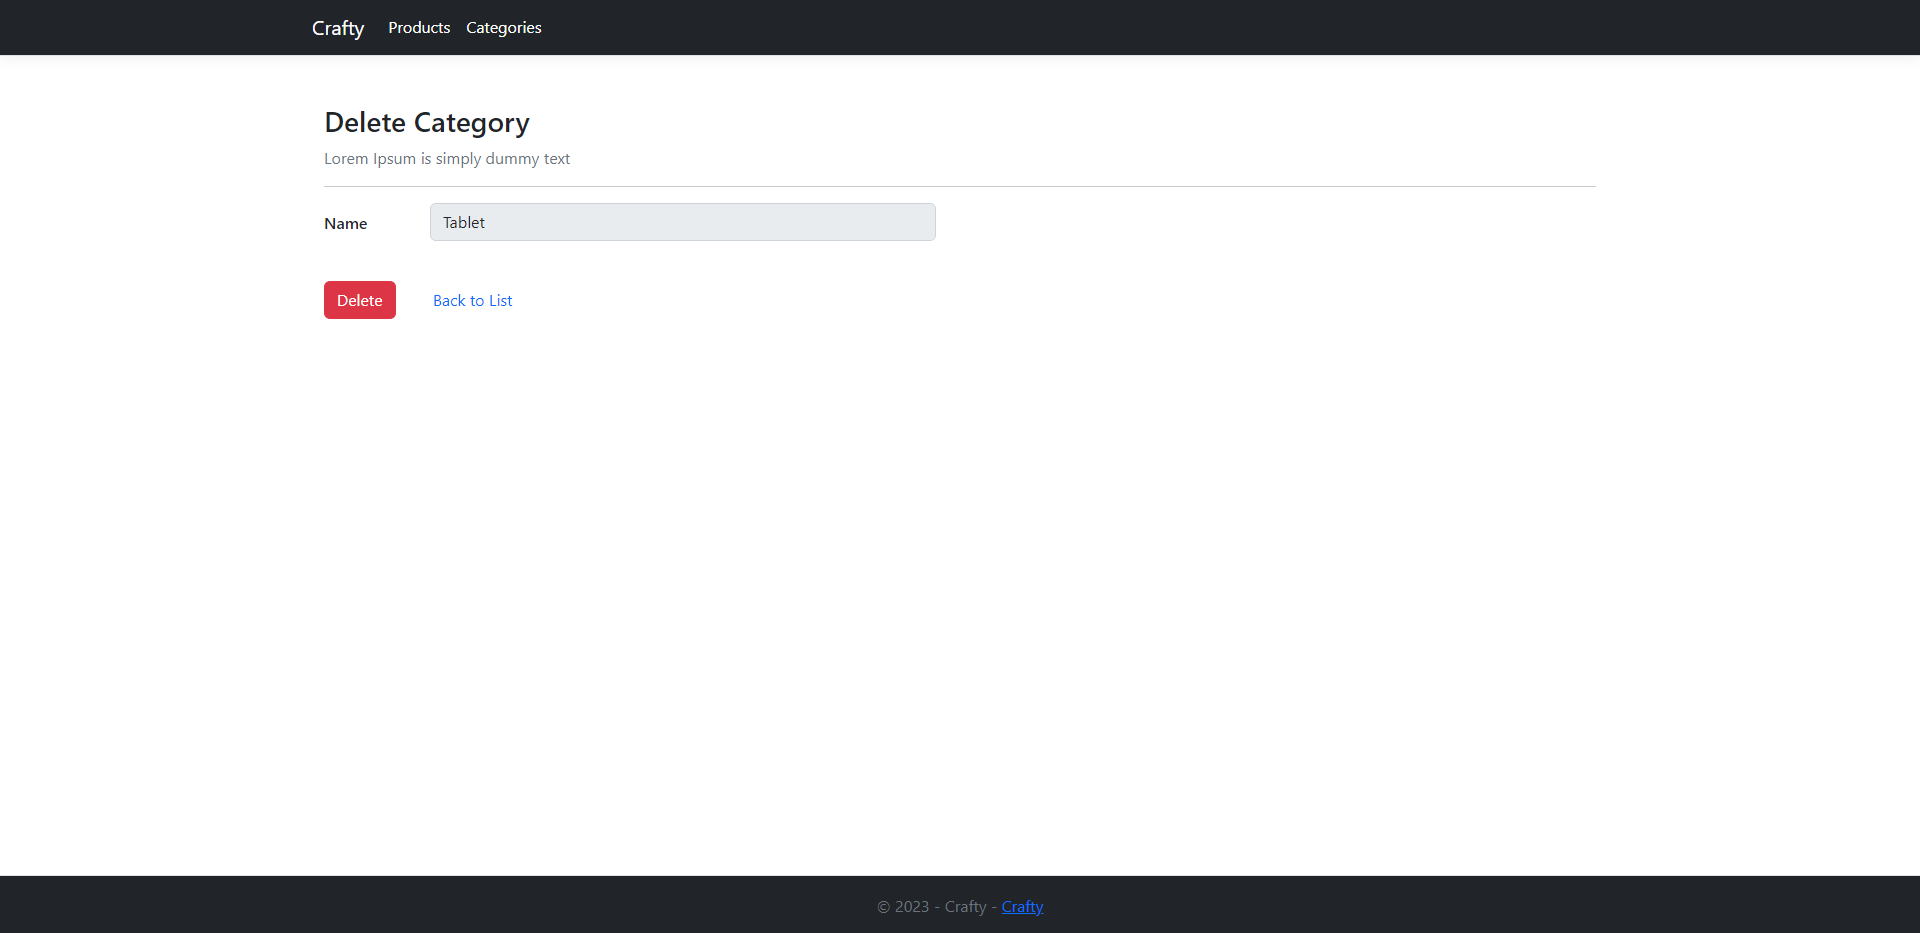 Crafty Products Categories
Delete Category
Lorem Ipsum is simply dummy text
Name Tablet
Delete Back to List
© 2023 - Crafty - Crafty